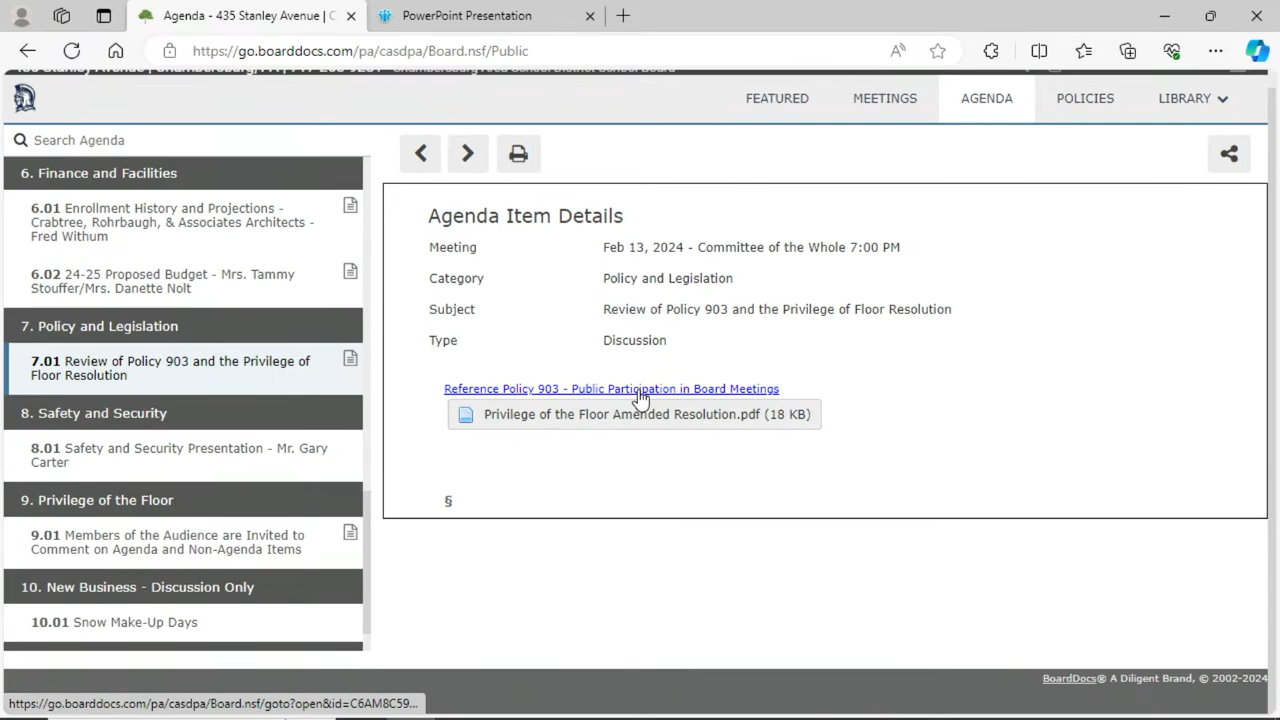 Agenda - 435 Stanley Avenue | C
PowerPoint Presentation
https://go.boarddocs.com/pa/casdpa/Board.nsf/Public
FEATURED
MEETINGS
AGENDA
POLICIES
LIBRARY
Search Agenda
6. Finance and Facilities
6.01 Enrollment History and Projections -
Crabtree, Rohrbaugh, & Associates Architects -
Fred Withum
6.02 24-25 Proposed Budget - Mrs. Tammy
Stouffer/Mrs. Danette Nolt
7. Policy and Legislation
7.01 Review of Policy 903 and the Privilege of
Floor Resolution
8. Safety and Security
8.01 Safety and Security Presentation - Mr. Gary
Carter
9. Privilege of the Floor
9.01 Members of the Audience are Invited to
Comment on Agenda and Non-Agenda Items
10. New Business - Discussion Only
10.01 Snow Make-Up Days
Agenda Item Details
Meeting Feb 13, 2024 - Committee of the Whole 7:00 PM
Category Policy and Legislation
Subject Review of Policy 903 and the Privilege of Floor Resolution
Type Discussion
Reference Policy 903 - Public Participation in Board Meetings
Privilege of the Floor Amended Resolution.pdf (18 KB)
§
BoardDocs® A Diligent Brand, © 2002-2024
https://go.boarddocs.com/pa/casdpa/Board.nsf/goto?open&id=C6AM8C59...